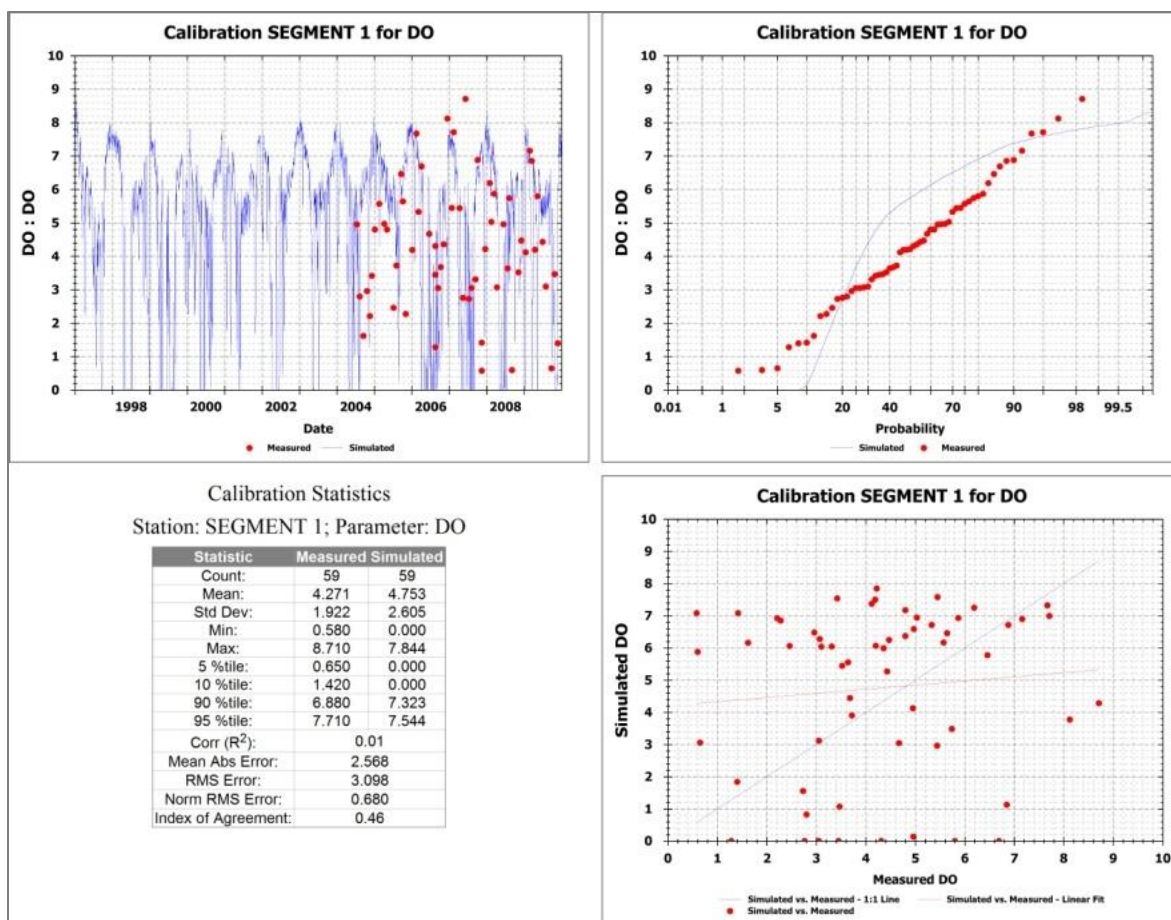 Calibration SEGMENT 1 for DO
10
9
8
7
6
5
4
3
2
1
0
DO : DO
1998 2000 2002 2004 2006 2008
Date
Measured Simulated
Calibration SEGMENT 1 for DO
10
9
8
7
6
5
4
3
2
1
0
DO : DO
0.01 1 5 20 40 70 90 98 99.5
Probability
Simulated Measured
Calibration Statistics
Station: SEGMENT 1; Parameter: DO
Statistic Measured Simulated
Count: 59 59
Mean: 4.271 4.753
Std Dev: 1.922 2.605
Min: 0.580 0.000
Max: 8.710 7.844
5 %tile: 0.650 0.000
10 %tile: 1.420 0.000
90 %tile: 6.880 7.323
95 %tile: 7.710 7.544
Corr (R²): 0.01
Mean Abs Error: 2.568
RMS Error: 3.098
Norm RMS Error: 0.680
Index of Agreement: 0.46
Calibration SEGMENT 1 for DO
10
9
8
7
6
5
4
3
2
1
0
Simulated DO
0 1 2 3 4 5 6 7 8 9 10
Measured DO
Simulated vs. Measured - 1:1 Line Simulated vs. Measured - Linear Fit
Simulated vs. Measured